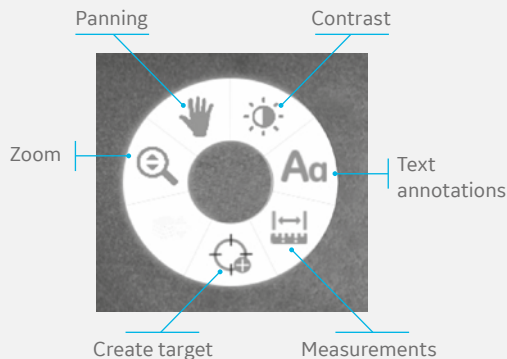 Panning
Contrast
Zoom
Aa
Text
annotations
Create target
Measurements